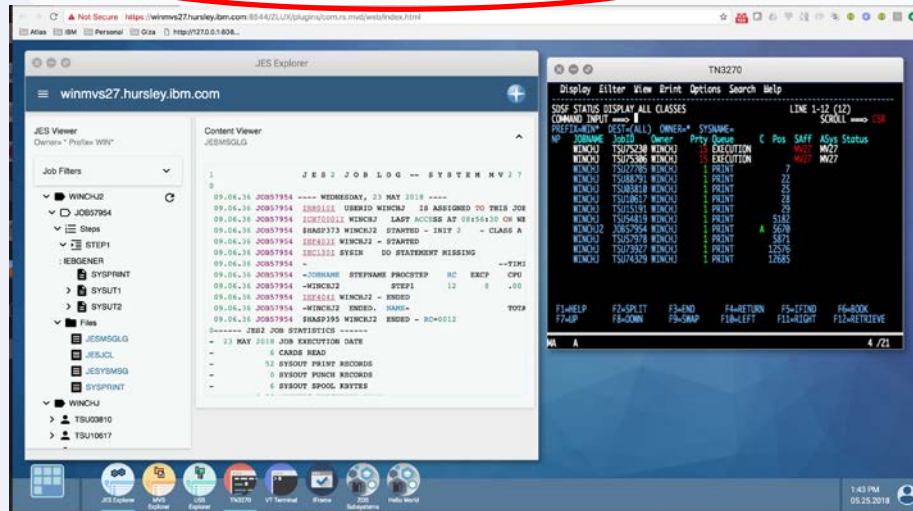 Not Secure https://winmvs27.hursley.ibm.com:8544/ZLUX/plugins/com.rs.mvd/web/index.html
Atlas IBM Personal Giza http://127.0.0.1:808...
JES Explorer
winmvs27.hursley.ibm.com
JES Viewer
Owner= * Prefix= WIN*
Job Filters
WINCHJ2
JOB57954
Steps
STEP1
: IEBGENER
SYSPRINT
SYSUT1
SYSUT2
Files
JESMSGLG
JESJCL
JESYSMSG
SYSPRINT
WINCHJ
TSU03810
TSU10617
Content Viewer
JESMSGLG
1 J E S 2 J O B L O G -- S Y S T E M M V 2 7
0
09.06.36 JOB57954 ---- WEDNESDAY, 23 MAY 2018 ----
09.06.36 JOB57954 IRR010I USERID WINCHJ IS ASSIGNED TO THIS JOB
09.06.36 JOB57954 ICH70001I WINCHJ LAST ACCESS AT 08:56:30 ON WE
09.06.36 JOB57954 $HASP373 WINCHJ2 STARTED - INIT 2 - CLASS A
09.06.36 JOB57954 IEF403I WINCHJ2 - STARTED
09.06.36 JOB57954 IEC130I SYSIN DD STATEMENT MISSING
09.06.36 JOB57954 - --TIMI
09.06.36 JOB57954 -JOBNAME STEPNAME PROCSTEP RC EXCP CPU
09.06.36 JOB57954 -WINCHJ2 STEP1 12 8 .00
09.06.36 JOB57954 IEF404I WINCHJ2 - ENDED
09.06.36 JOB57954 -WINCHJ2 ENDED. NAME- TOTA
09.06.36 JOB57954 $HASP395 WINCHJ2 ENDED - RC=0012
0------ JES2 JOB STATISTICS ------
- 23 MAY 2018 JOB EXECUTION DATE
- 6 CARDS READ
- 52 SYSOUT PRINT RECORDS
- 0 SYSOUT PUNCH RECORDS
- 6 SYSOUT SPOOL KBYTES
TN3270
Display Filter View Print Options Search Help
SDSF STATUS DISPLAY ALL CLASSES LINE 1-12 (12)
COMMAND INPUT ===> SCROLL ===> CSR
PREFIX=WIN* DEST=(ALL) OWNER=* SYSNAME=
NP JOBNAME JobID Owner Prty Queue C Pos SAff ASys Status
WINCHJ TSU75230 WINCHJ 15 EXECUTION MV27 MV27
WINCHJ TSU75306 WINCHJ 15 EXECUTION MV27 MV27
WINCHJ TSU27705 WINCHJ 1 PRINT 7
WINCHJ TSU88791 WINCHJ 1 PRINT 22
WINCHJ TSU03810 WINCHJ 1 PRINT 25
WINCHJ TSU10617 WINCHJ 1 PRINT 28
WINCHJ TSU15191 WINCHJ 1 PRINT 29
WINCHJ TSU54819 WINCHJ 1 PRINT 5182
WINCHJ2 JOB57954 WINCHJ 1 PRINT A 5670
WINCHJ TSU57978 WINCHJ 1 PRINT 5871
WINCHJ TSU73927 WINCHJ 1 PRINT 12576
WINCHJ TSU74329 WINCHJ 1 PRINT 12685
F1=HELP F2=SPLIT F3=END F4=RETURN F5=IFIND F6=BOOK
F7=UP F8=DOWN F9=SWAP F10=LEFT F11=RIGHT F12=RETRIEVE
MA A 4 /21
JES Explorer
MVS Explorer
USS Explorer
TN3270
VT Terminal
IFrame
ZOS Subsystems
Hello World
1:43 PM
05.25.2018